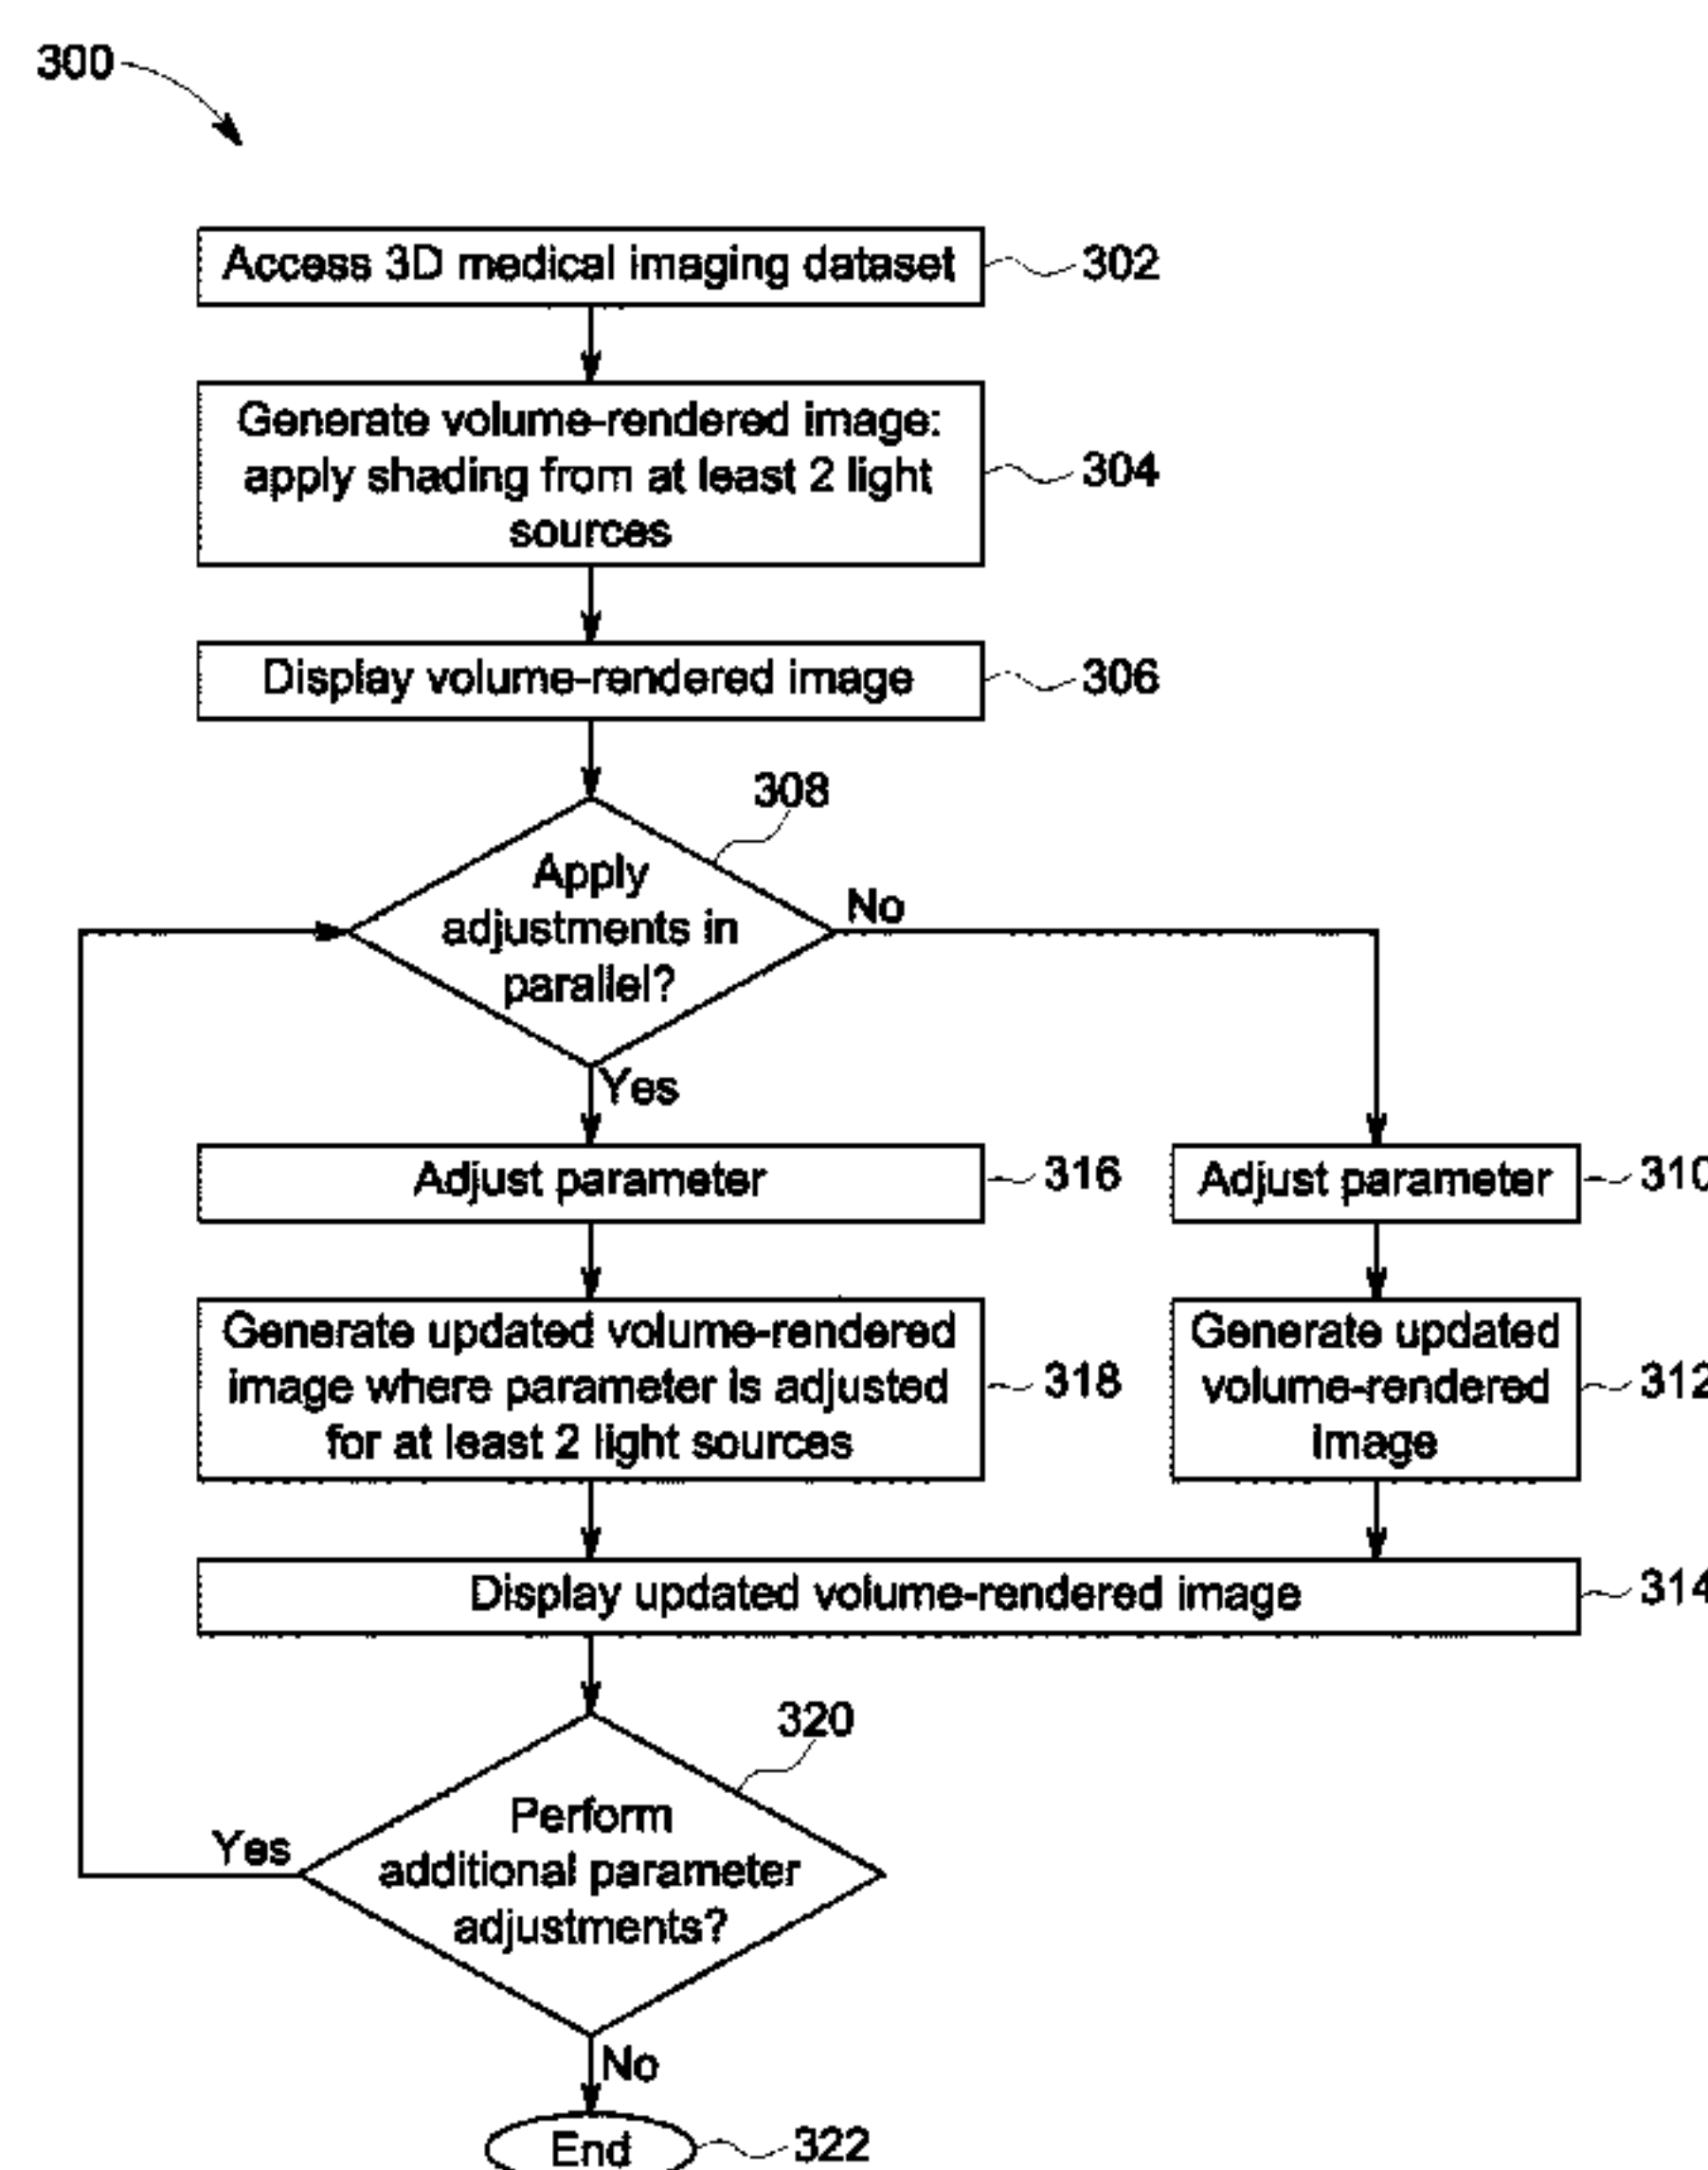 300
Access 3D medical imaging dataset
302
Generate volume-rendered image:
apply shading from at least 2 light
sources
304
Display volume-rendered image
306
308
Apply
adjustments in
parallel?
No
Yes
Adjust parameter
316
Adjust parameter
310
Generate updated volume-rendered
image where parameter is adjusted
for at least 2 light sources
318
Generate updated
volume-rendered
image
312
Display updated volume-rendered image
314
320
Perform
additional parameter
adjustments?
Yes
No
End
322